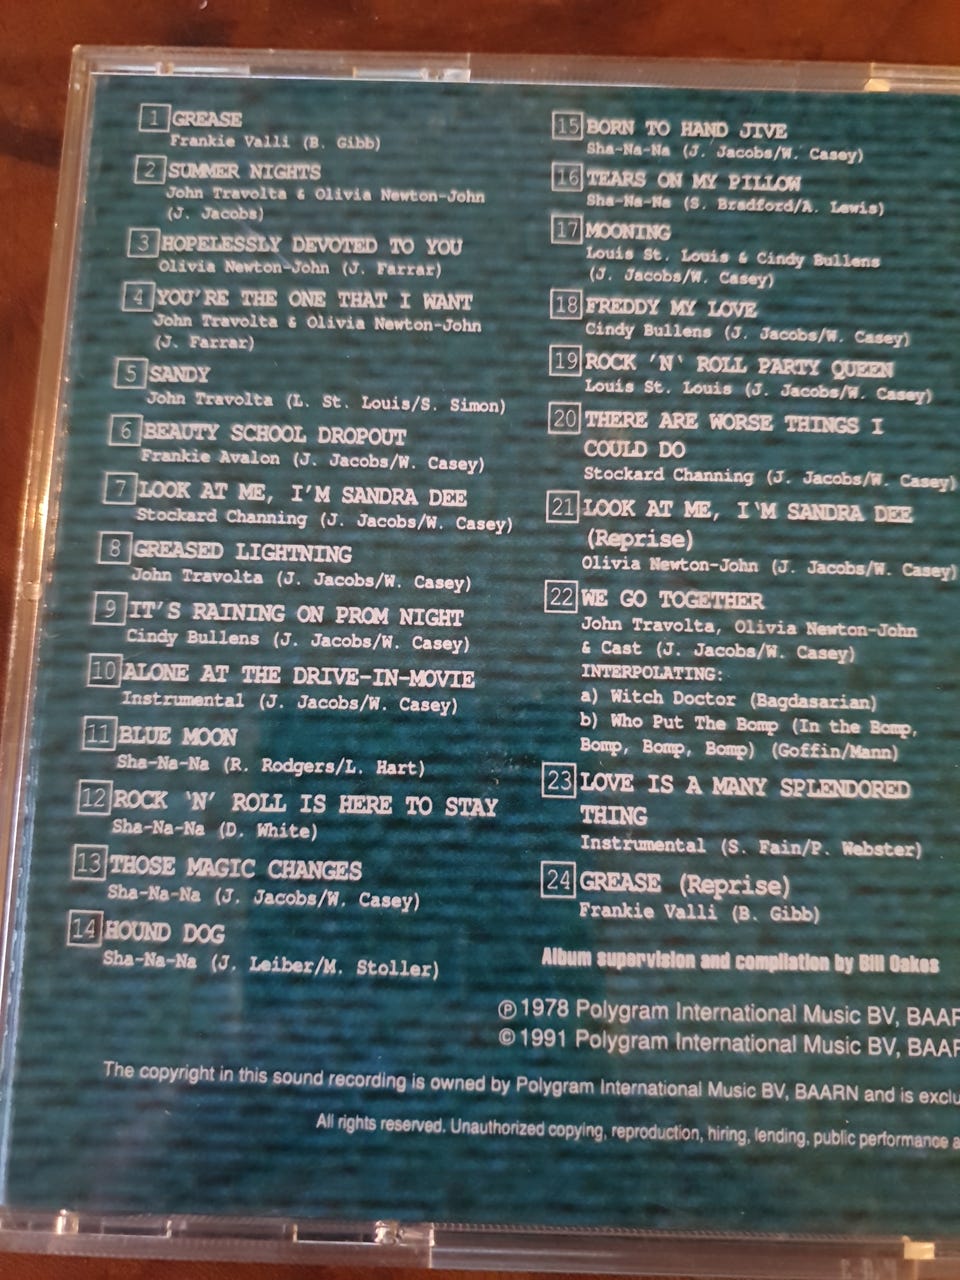 1 GREASE
Frankie Valli (B. Gibb)
2 SUMMER NIGHTS
John Travolta & Olivia Newton-John
(J. Jacobs)
3 HOPELESSLY DEVOTED TO YOU
Olivia Newton-John (J. Farrar)
4 YOU'RE THE ONE THAT I WANT
John Travolta & Olivia Newton-John
(J. Farrar)
5 SANDY
John Travolta (L. St. Louis/S. Simon)
6 BEAUTY SCHOOL DROPOUT
Frankie Avalon (J. Jacobs/W. Casey)
7 LOOK AT ME, I'M SANDRA DEE
Stockard Channing (J. Jacobs/W. Casey)
8 GREASED LIGHTNING
John Travolta (J. Jacobs/W. Casey)
9 IT'S RAINING ON PROM NIGHT
Cindy Bullens (J. Jacobs/W. Casey)
10 ALONE AT THE DRIVE-IN-MOVIE
Instrumental (J. Jacobs/W. Casey)
11 BLUE MOON
Sha-Na-Na (R. Rodgers/L. Hart)
12 ROCK 'N' ROLL IS HERE TO STAY
Sha-Na-Na (D. White)
13 THOSE MAGIC CHANGES
Sha-Na-Na (J. Jacobs/W. Casey)
14 HOUND DOG
Sha-Na-Na (J. Leiber/M. Stoller)
15 BORN TO HAND JIVE
Sha-Na-Na (J. Jacobs/W. Casey)
16 TEARS ON MY PILLOW
Sha-Na-Na (S. Bradford/A. Lewis)
17 MOONING
Louis St. Louis & Cindy Bullens
(J. Jacobs/W. Casey)
18 FREDDY MY LOVE
Cindy Bullens (J. Jacobs/W. Casey)
19 ROCK 'N' ROLL PARTY QUEEN
Louis St. Louis (J. Jacobs/W. Casey)
20 THERE ARE WORSE THINGS I
COULD DO
Stockard Channing (J. Jacobs/W. Casey)
21 LOOK AT ME, I'M SANDRA DEE
(Reprise)
Olivia Newton-John (J. Jacobs/W. Casey)
22 WE GO TOGETHER
John Travolta, Olivia Newton-John
& Cast (J. Jacobs/W. Casey)
INTERPOLATING:
a) Witch Doctor (Bagdasarian)
b) Who Put The Bomp (In the Bomp,
Bomp, Bomp, Bomp) (Goffin/Mann)
23 LOVE IS A MANY SPLENDORED
THING
Instrumental (S. Fain/P. Webster)
24 GREASE (Reprise)
Frankie Valli (B. Gibb)
Album supervision and compilation by Bill Oakes
℗ 1978 Polygram International Music BV, BAAR
© 1991 Polygram International Music BV, BAAR
The copyright in this sound recording is owned by Polygram International Music BV, BAARN and is exclu
All rights reserved. Unauthorized copying, reproduction, hiring, lending, public performance a